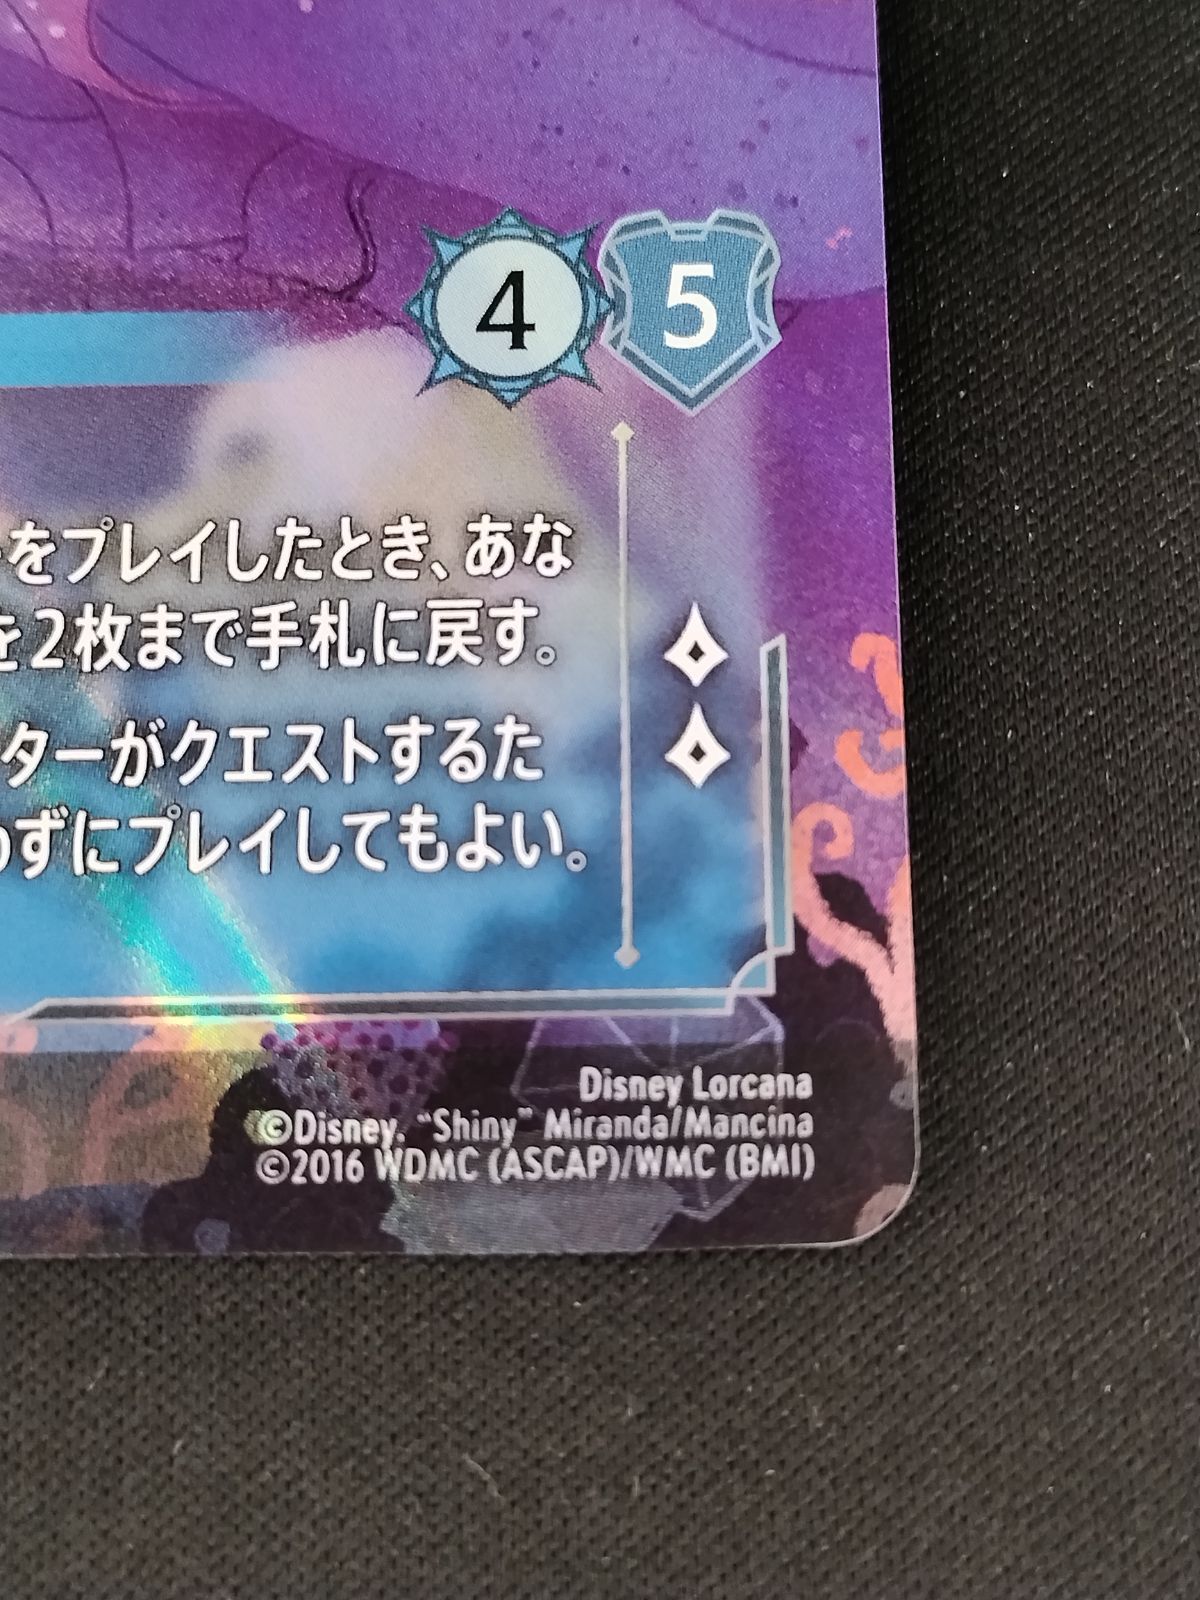 4 5
をプレイしたとき、あな
を2枚まで手札に戻す。
ターがクエストするた
ずにプレイしてもよい。
Disney Lorcana
©Disney. “Shiny” Miranda/Mancina
©2016 WDMC (ASCAP)/WMC (BMI)